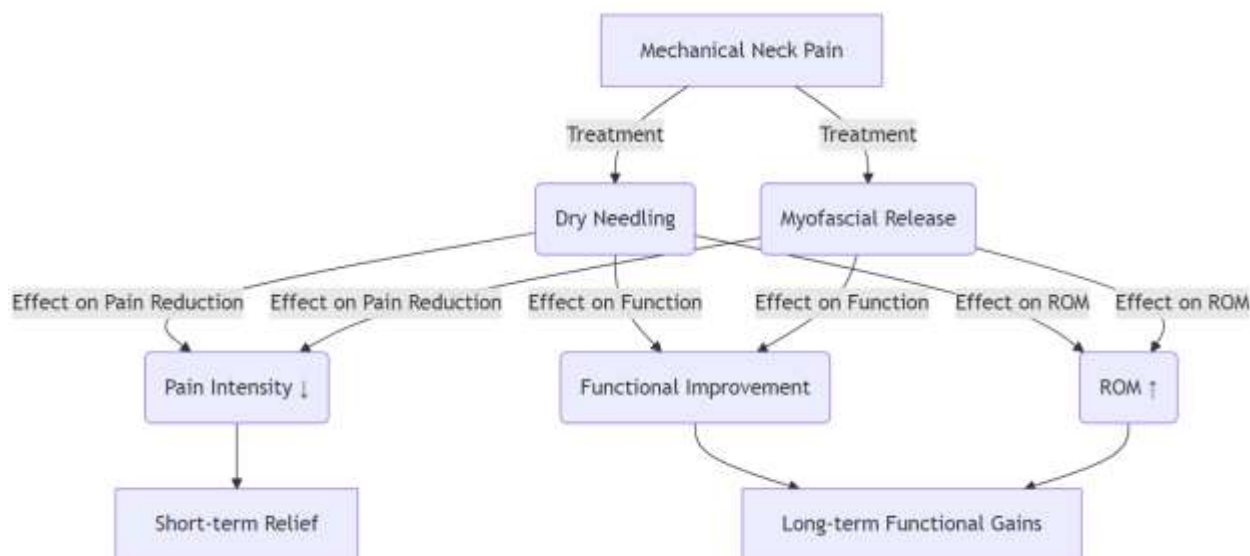 Mechanical Neck Pain
Treatment
Treatment
Dry Needling
Myofascial Release
Effect on Pain Reduction
Effect on Pain Reduction
Effect on Function
Effect on Function
Effect on ROM
Effect on ROM
Pain Intensity ↓
Functional Improvement
ROM ↑
Short-term Relief
Long-term Functional Gains